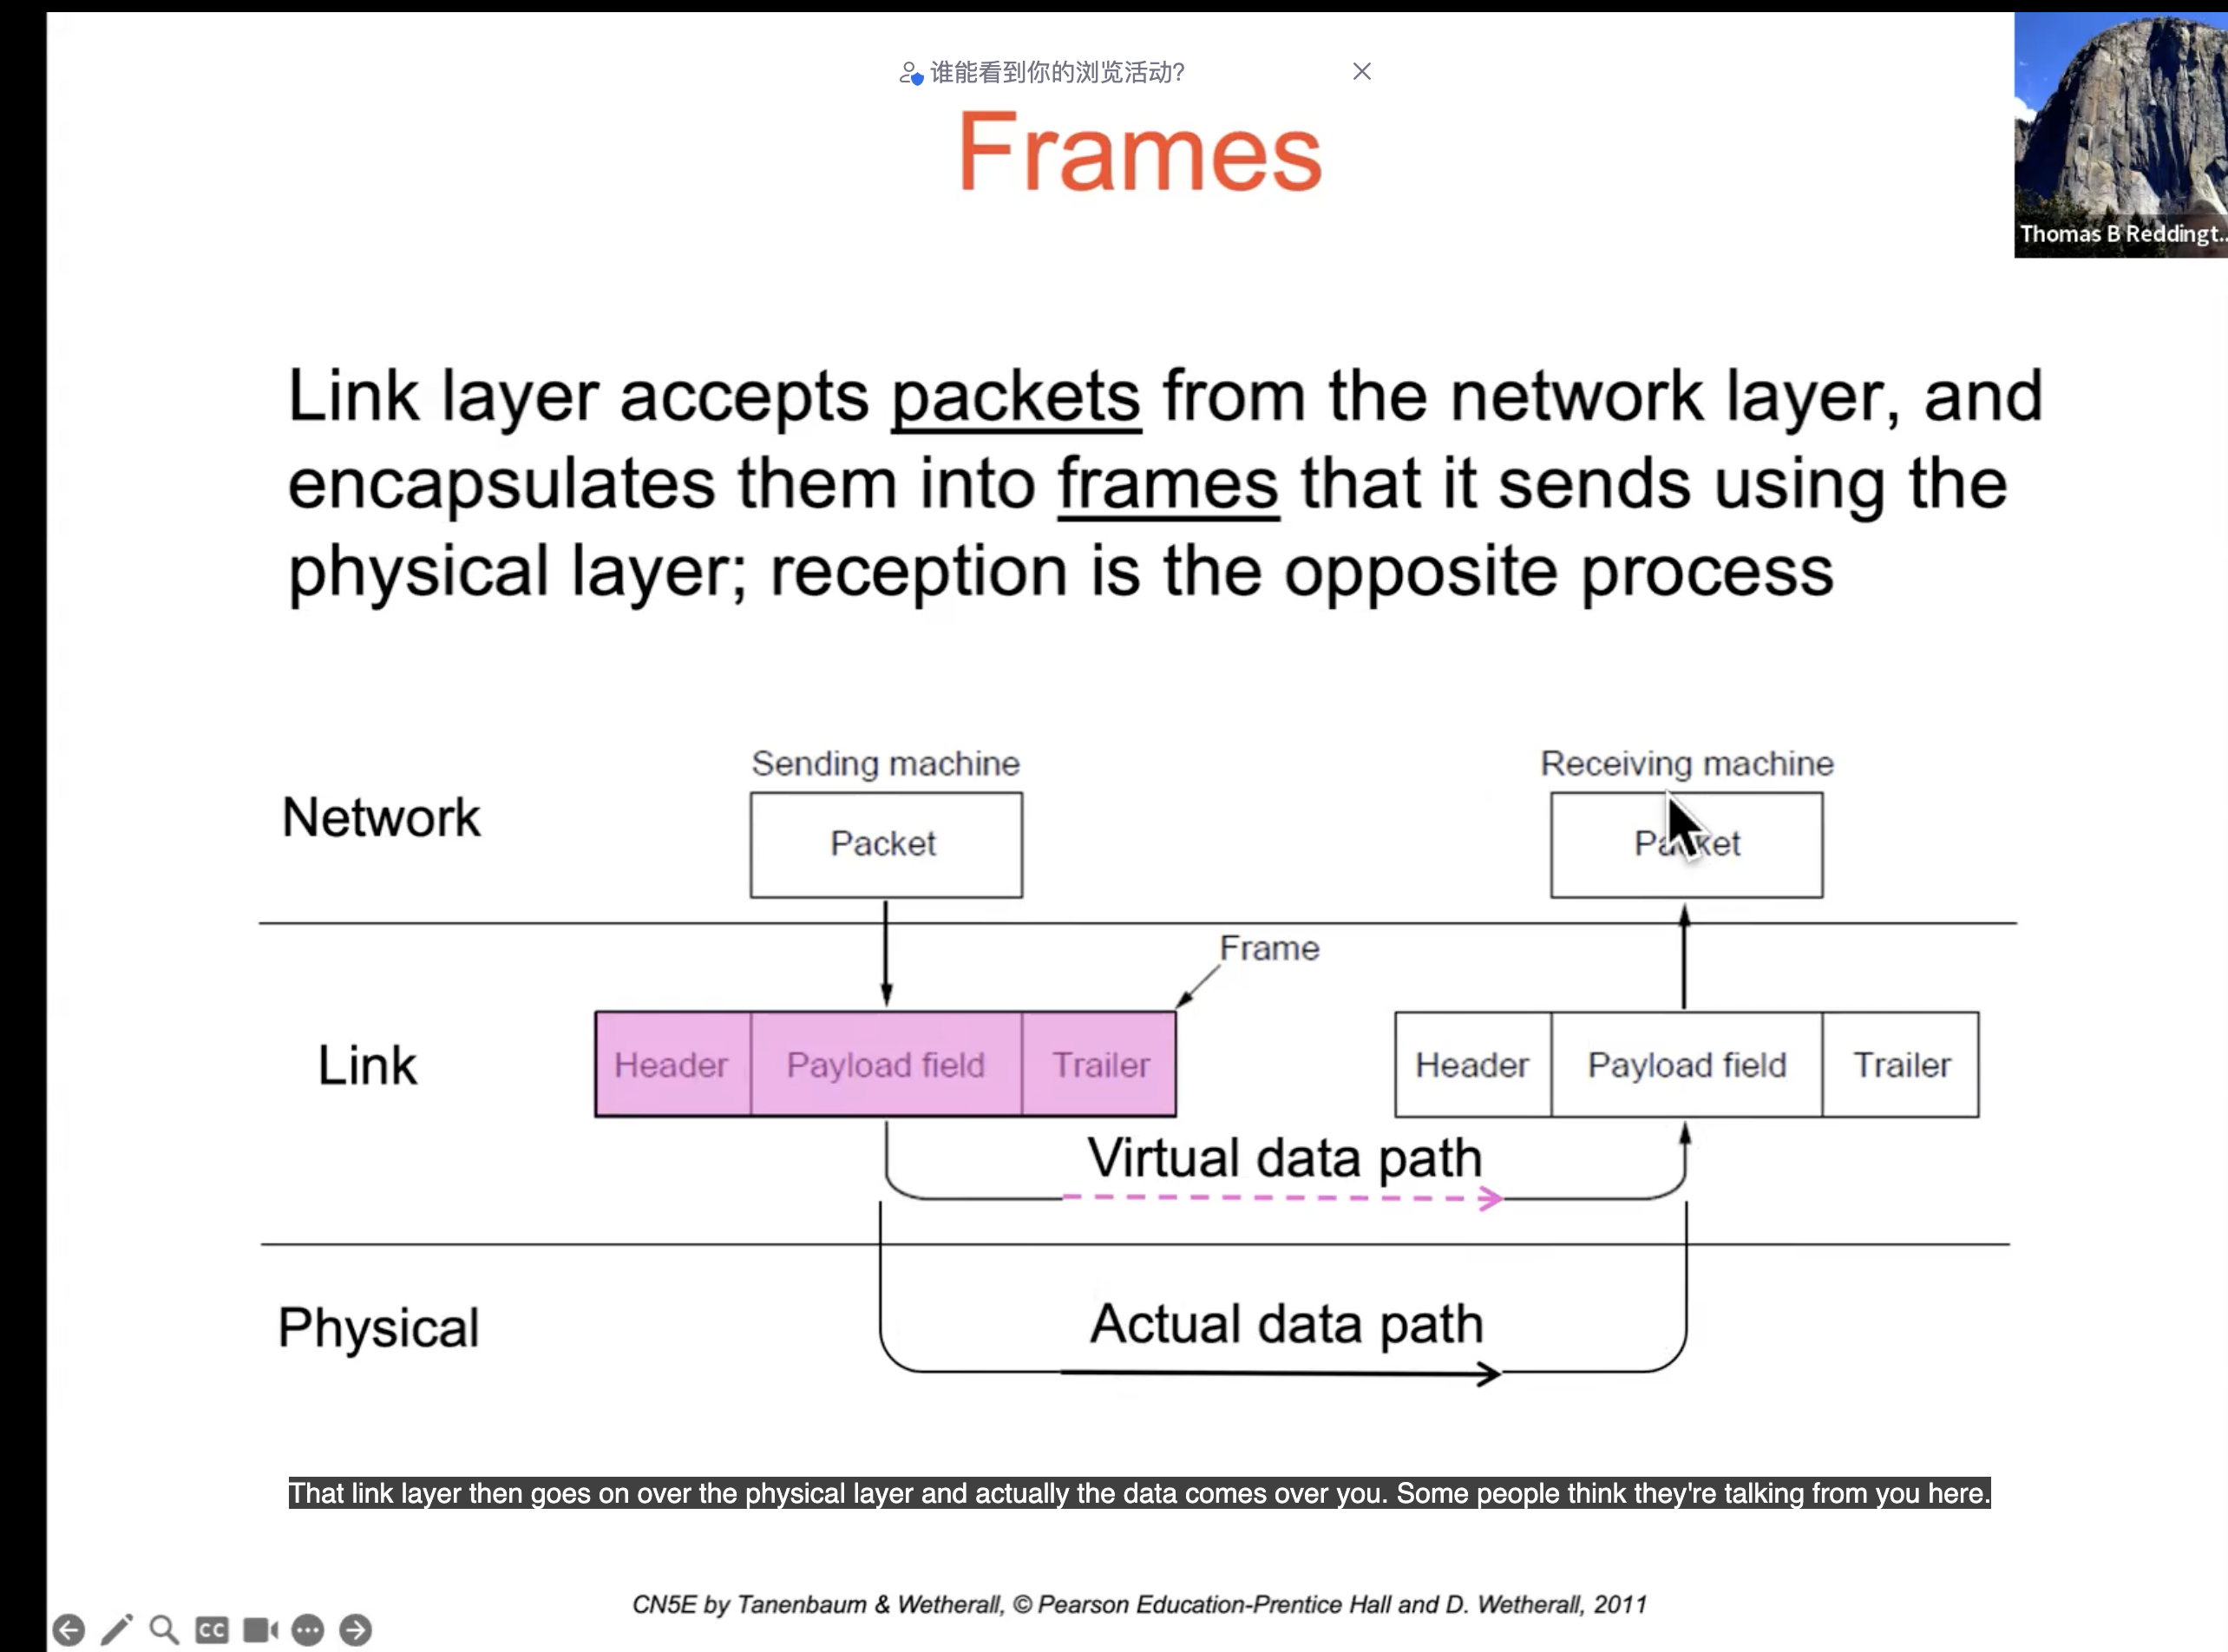 谁能看到你的浏览活动?
Frames
Thomas B Reddingt...
Link layer accepts packets from the network layer, and
encapsulates them into frames that it sends using the
physical layer; reception is the opposite process
Sending machine
Receiving machine
Network
Packet
Packet
Frame
Link
Header
Payload field
Trailer
Header
Payload field
Trailer
Virtual data path
Physical
Actual data path
That link layer then goes on over the physical layer and actually the data comes over you. Some people think they're talking from you here.
CN5E by Tanenbaum & Wetherall, © Pearson Education-Prentice Hall and D. Wetherall, 2011
CC